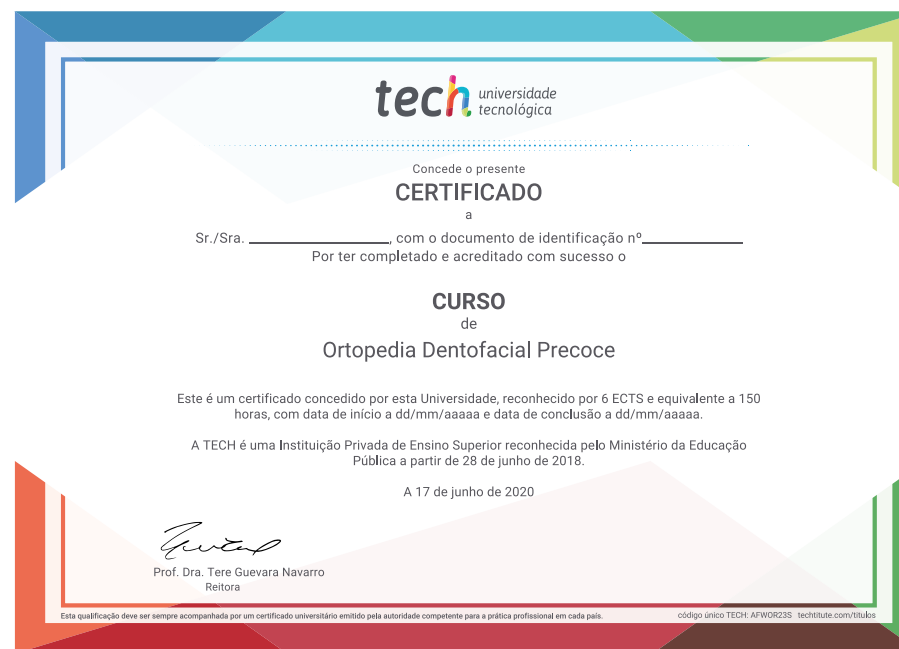 tech universidade
tecnológica
Concede o presente
CERTIFICADO
a
Sr./Sra. ____________________, com o documento de identificação nº______________
Por ter completado e acreditado com sucesso o
CURSO
de
Ortopedia Dentofacial Precoce
Este é um certificado concedido por esta Universidade, reconhecido por 6 ECTS e equivalente a 150
horas, com data de início a dd/mm/aaaaa e data de conclusão a dd/mm/aaaaa.
A TECH é uma Instituição Privada de Ensino Superior reconhecida pelo Ministério da Educação
Pública a partir de 28 de junho de 2018.
A 17 de junho de 2020
Prof. Dra. Tere Guevara Navarro
Reitora
Esta qualificação deve ser sempre acompanhada por um certificado universitário emitido pela autoridade competente para a prática profissional em cada país. código único TECH: AFWOR23S techtitute.com/titulos